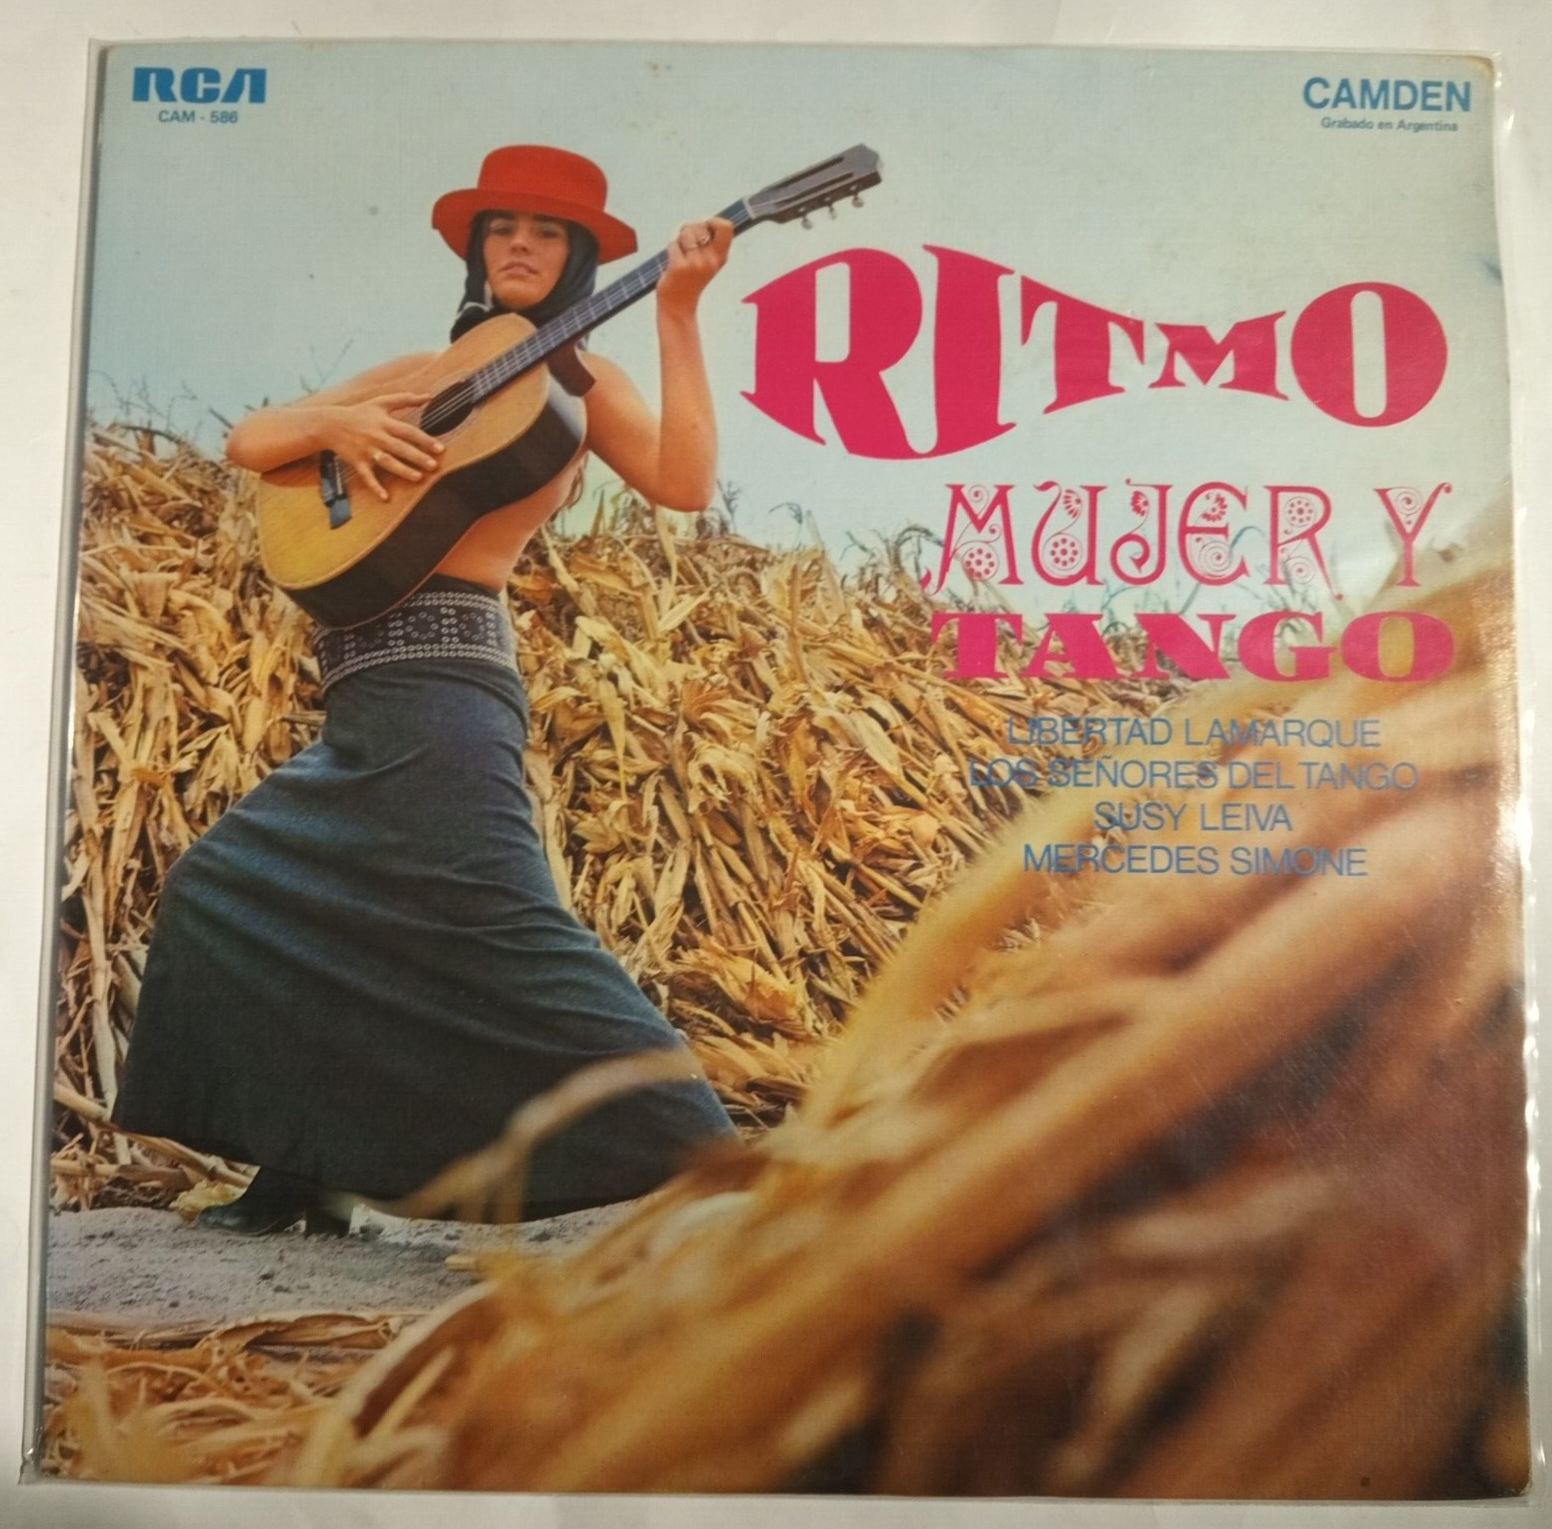 RCA
CAM - 586
CAMDEN
Grabado en Argentina
RITMO
MUJER Y
TANGO
LIBERTAD LAMARQUE
LOS SEÑORES DEL TANGO
SUSY LEIVA
MERCEDES SIMONE